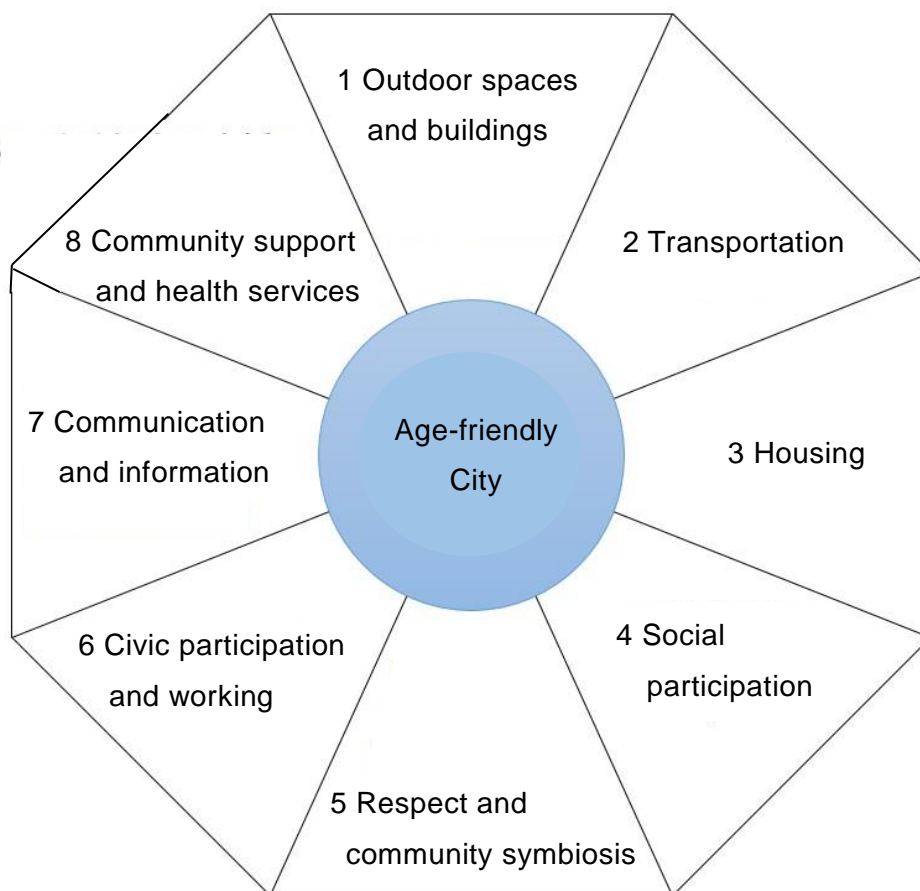 1 Outdoor spaces
and buildings
2 Transportation
3 Housing
4 Social
participation
5 Respect and
community symbiosis
6 Civic participation
and working
7 Communication
and information
8 Community support
and health services
Age-friendly
City